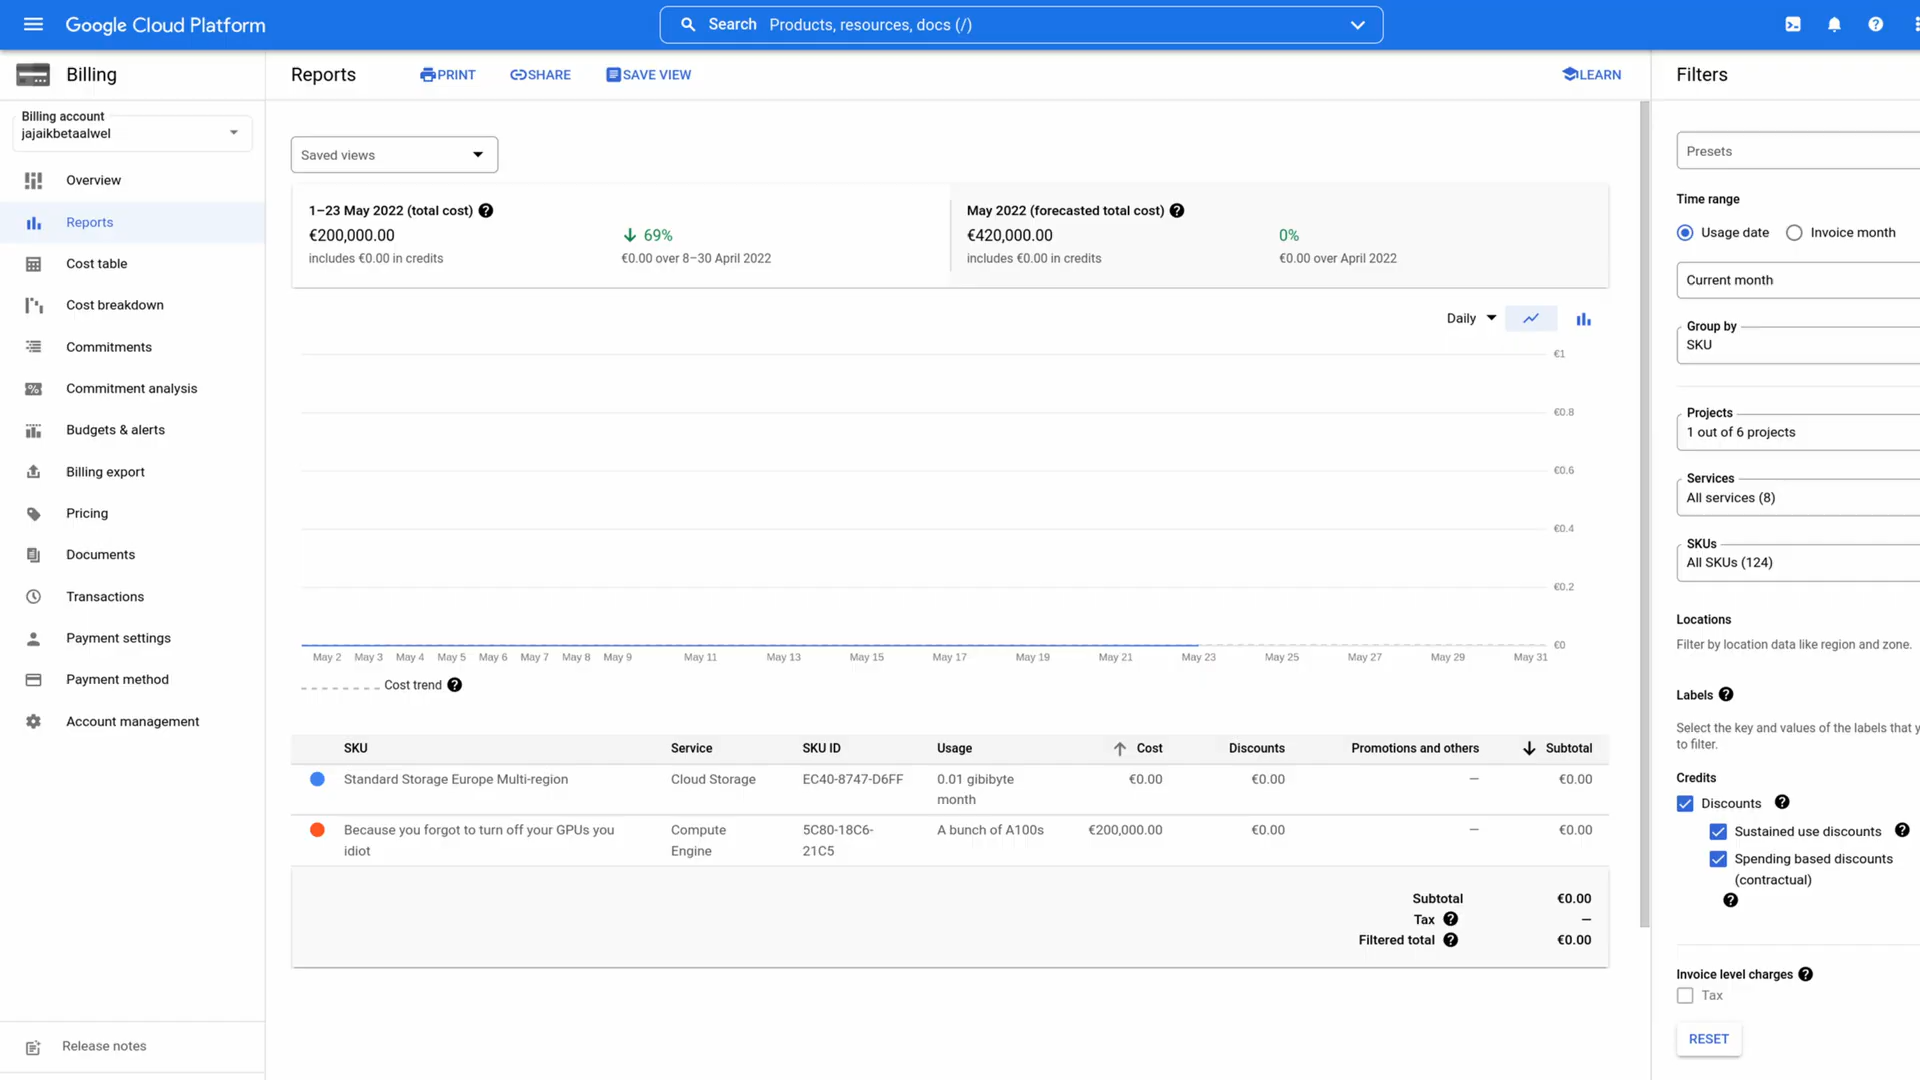 Google Cloud Platform
Search Products, resources, docs (/)
Billing
Reports
PRINT
SHARE
SAVE VIEW
LEARN
Filters
Billing account
jajaikbetaalwel
Overview
Reports
Cost table
Cost breakdown
Commitments
Commitment analysis
Budgets & alerts
Billing export
Pricing
Documents
Transactions
Payment settings
Payment method
Account management
Release notes
Saved views
1–23 May 2022 (total cost)
€200,000.00
includes €0.00 in credits
69%
€0.00 over 8–30 April 2022
May 2022 (forecasted total cost)
€420,000.00
includes €0.00 in credits
0%
€0.00 over April 2022
Daily
€1
€0.8
€0.6
€0.4
€0.2
€0
May 2 May 3 May 4 May 5 May 6 May 7 May 8 May 9 May 11 May 13 May 15 May 17 May 19 May 21 May 23 May 25 May 27 May 29 May 31
Cost trend
SKU Service SKU ID Usage Cost Discounts Promotions and others Subtotal
Standard Storage Europe Multi-region Cloud Storage EC40-8747-D6FF 0.01 gibibyte €0.00 €0.00 — €0.00
month
Because you forgot to turn off your GPUs you Compute 5C80-18C6- A bunch of A100s €200,000.00 €0.00 — €0.00
idiot Engine 21C5
Subtotal €0.00
Tax —
Filtered total €0.00
Presets
Time range
Usage date Invoice month
Current month
Group by
SKU
Projects
1 out of 6 projects
Services
All services (8)
SKUs
All SKUs (124)
Locations
Filter by location data like region and zone.
Labels
Select the key and values of the labels that
to filter.
Credits
Discounts
Sustained use discounts
Spending based discounts
(contractual)
Invoice level charges
Tax
RESET